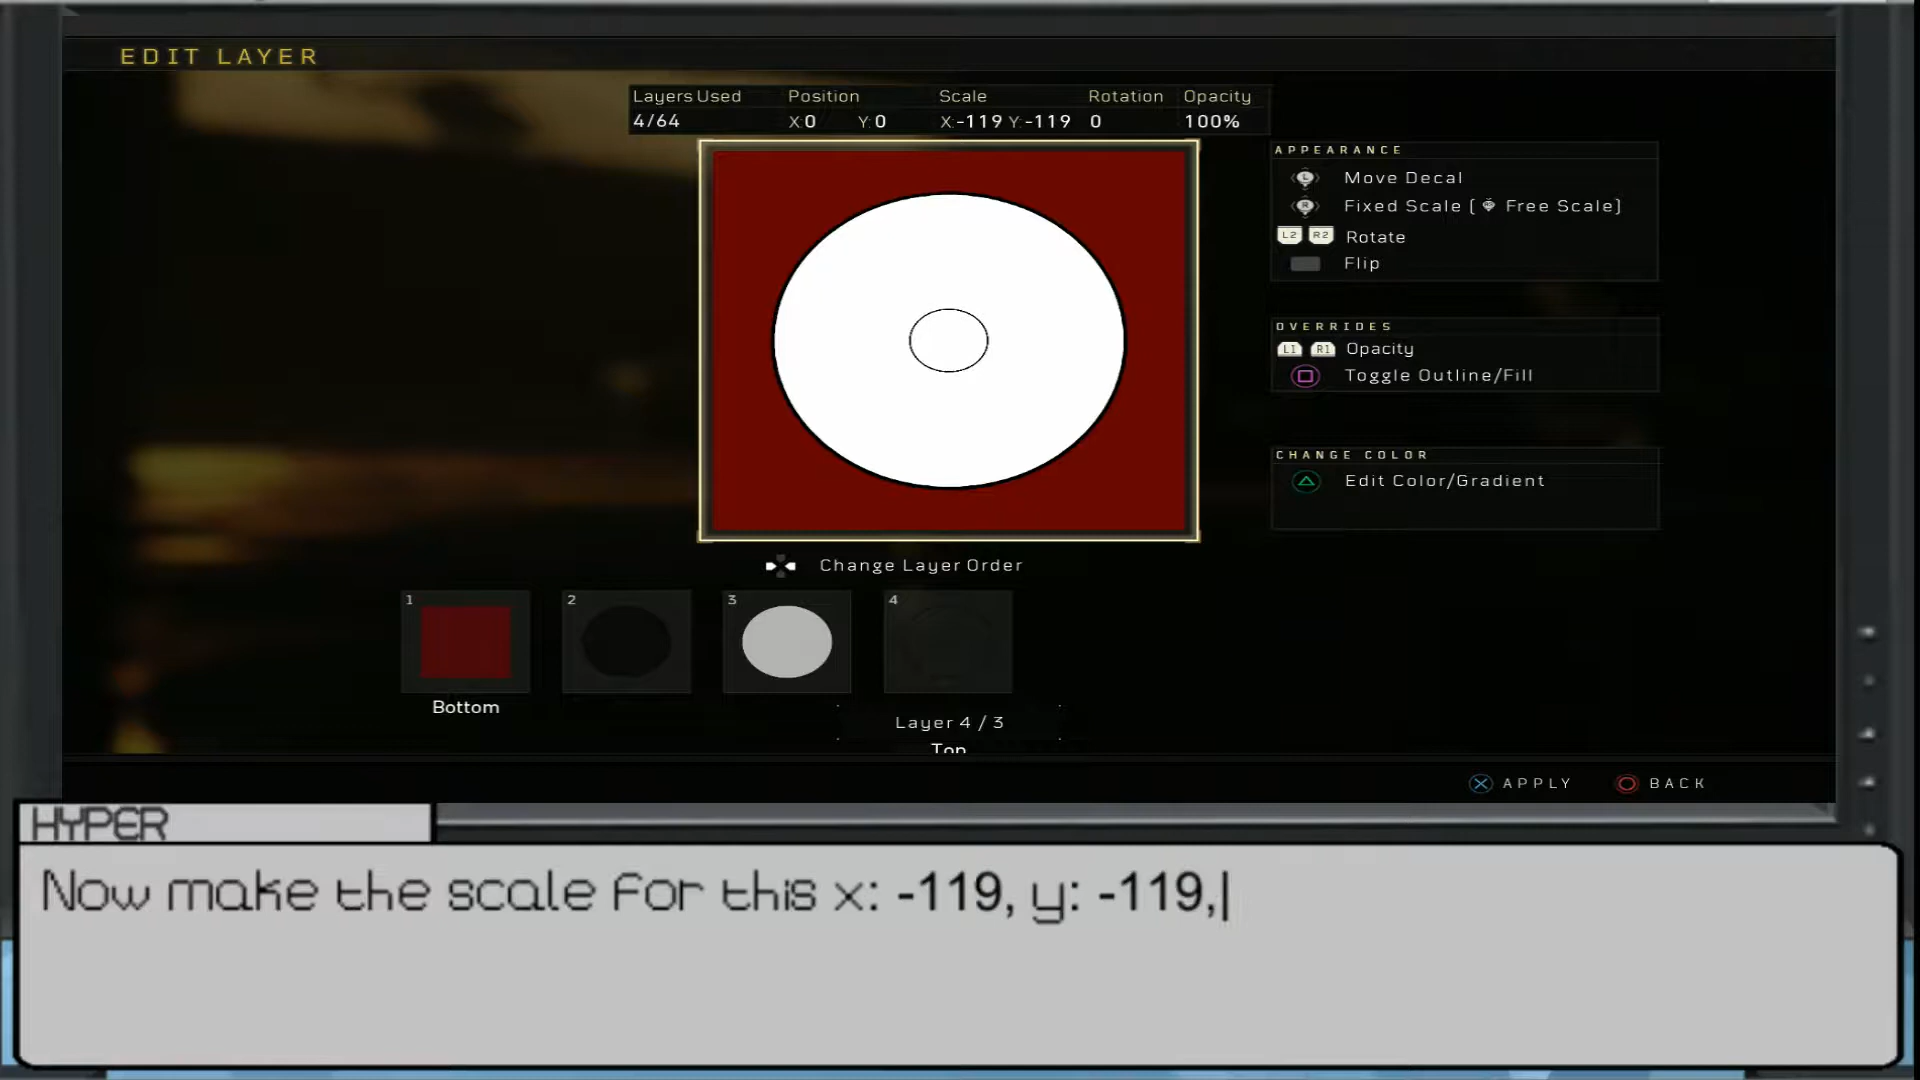 EDIT LAYER
Layers Used Position Scale Rotation Opacity
4/64 X:0 Y:0 X:-119 Y:-119 0 100%
APPEARANCE
L Move Decal
R Fixed Scale [ R Free Scale]
L2 R2 Rotate
Flip
OVERRIDES
L1 R1 Opacity
Toggle Outline/Fill
CHANGE COLOR
Edit Color/Gradient
Change Layer Order
1 2 3 4
Bottom
Layer 4 / 3
Top
APPLY BACK
HYPER
Now make the scale for this x: -119, y: -119,|